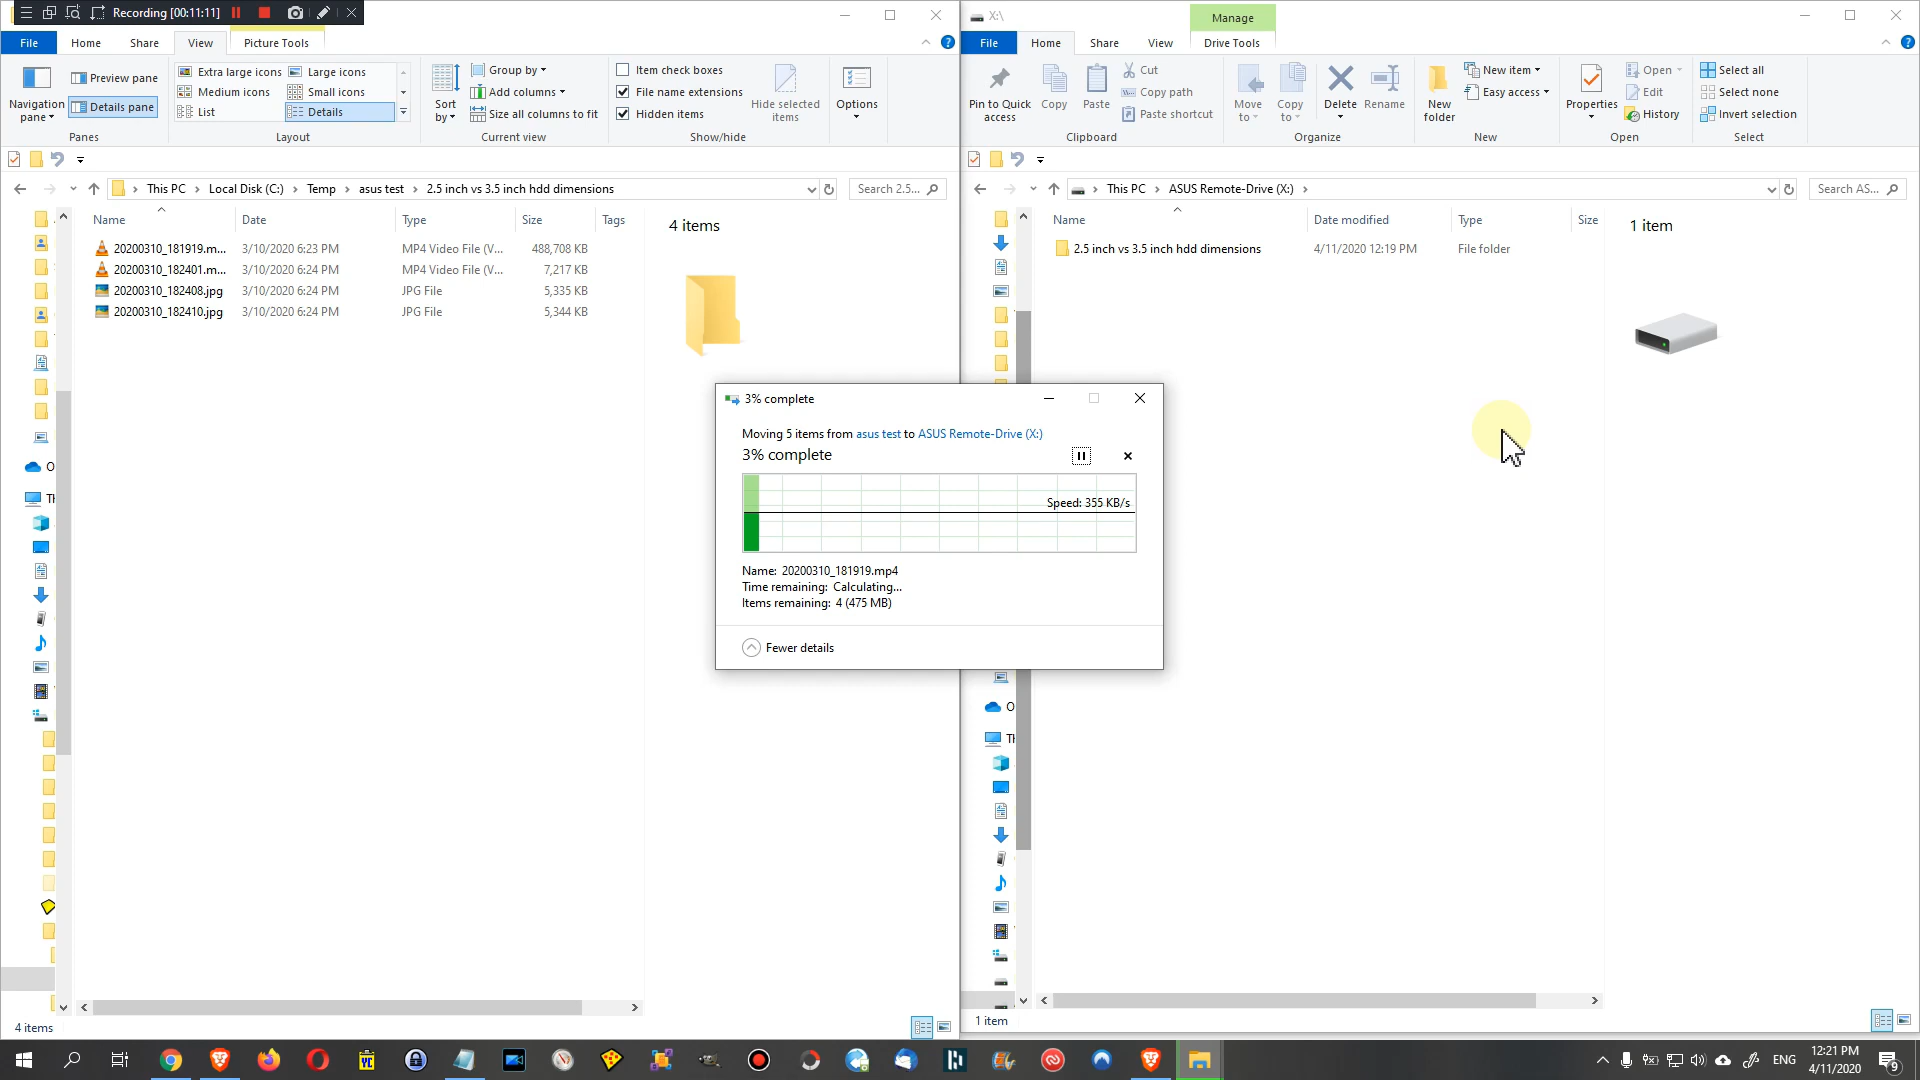 Recording [00:11:11]
File
Home
Share
View
Picture Tools
Navigation pane
Preview pane
Details pane
Panes
Extra large icons
Large icons
Medium icons
Small icons
List
Details
Layout
Sort by
Group by
Add columns
Size all columns to fit
Current view
Item check boxes
File name extensions
Hidden items
Hide selected items
Show/hide
Options
This PC
Local Disk (C:)
Temp
asus test
2.5 inch vs 3.5 inch hdd dimensions
Search 2.5...
Name
Date
Type
Size
Tags
20200310_181919.m... 3/10/2020 6:23 PM MP4 Video File (V... 488,708 KB
20200310_182401.m... 3/10/2020 6:24 PM MP4 Video File (V... 7,217 KB
20200310_182408.jpg 3/10/2020 6:24 PM JPG File 5,335 KB
20200310_182410.jpg 3/10/2020 6:24 PM JPG File 5,344 KB
4 items
4 items
X:\
Manage
File
Home
Share
View
Drive Tools
Pin to Quick access
Copy
Paste
Cut
Copy path
Paste shortcut
Clipboard
Move to
Copy to
Delete
Rename
Organize
New folder
New item
Easy access
New
Properties
Open
Edit
History
Open
Select all
Select none
Invert selection
Select
This PC
ASUS Remote-Drive (X:)
Search AS...
Name
Date modified
Type
Size
2.5 inch vs 3.5 inch hdd dimensions 4/11/2020 12:19 PM File folder
1 item
1 item
3% complete
Moving 5 items from asus test to ASUS Remote-Drive (X:)
3% complete
Speed: 355 KB/s
Name: 20200310_181919.mp4
Time remaining: Calculating...
Items remaining: 4 (475 MB)
Fewer details
ENG
12:21 PM
4/11/2020
9